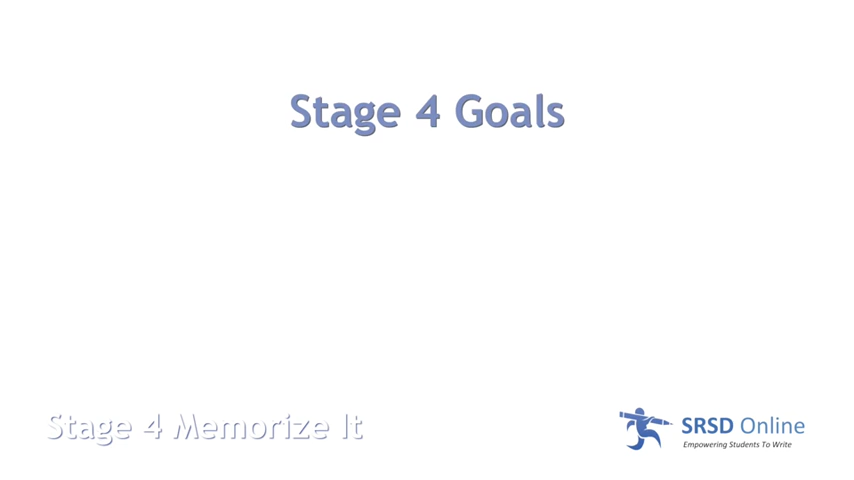 Stage 4 Goals
Stage 4 Memorize It
SRSD Online
Empowering Students To Write